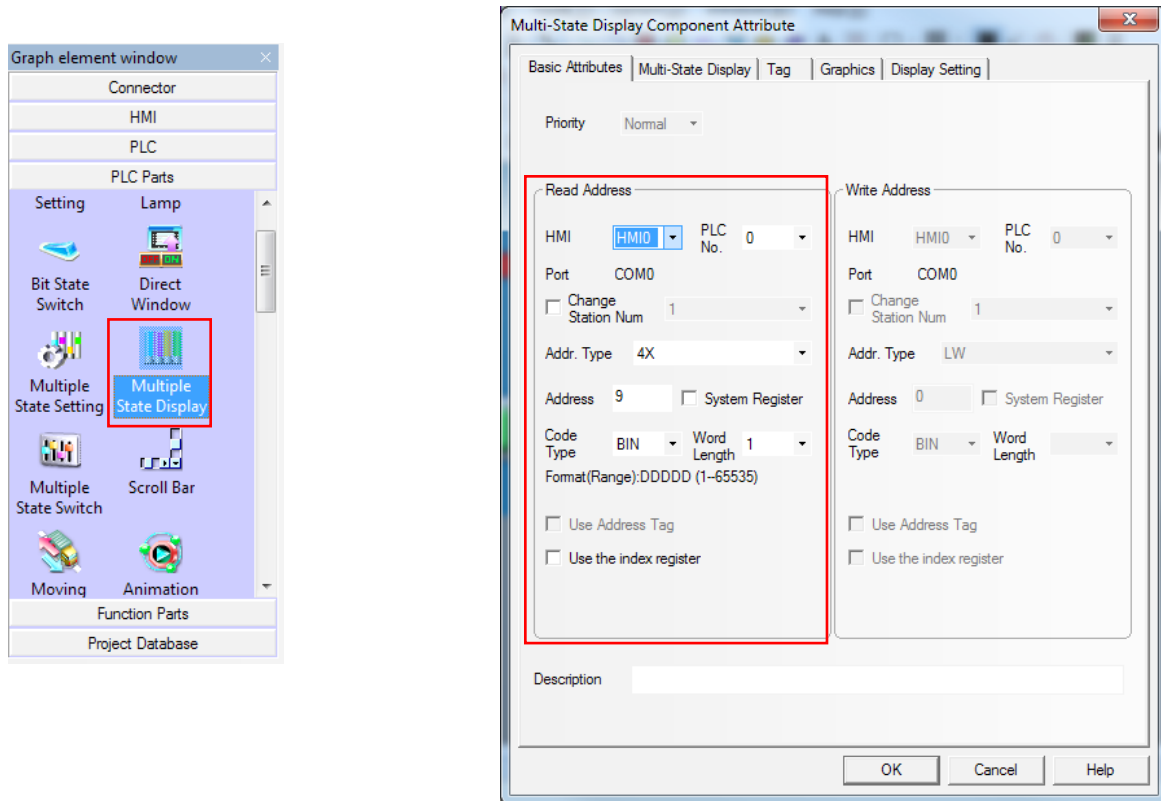 Graph element window
Connector
HMI
PLC
PLC Parts
Setting Lamp
Bit State Direct
Switch Window
Multiple Multiple
State Setting State Display
Multiple Scroll Bar
State Switch
Moving Animation
Function Parts
Project Database
Multi-State Display Component Attribute
Basic Attributes Multi-State Display Tag Graphics Display Setting
Priority Normal
Read Address
HMI HMI0 PLC No. 0
Port COM0
Change Station Num 1
Addr. Type 4X
Address 9 System Register
Code Type BIN Word Length 1
Format(Range):DDDDD (1--65535)
Use Address Tag
Use the index register
Write Address
HMI HMI0 PLC No. 0
Port COM0
Change Station Num 1
Addr. Type LW
Address 0 System Register
Code Type BIN Word Length
Use Address Tag
Use the index register
Description
OK Cancel Help